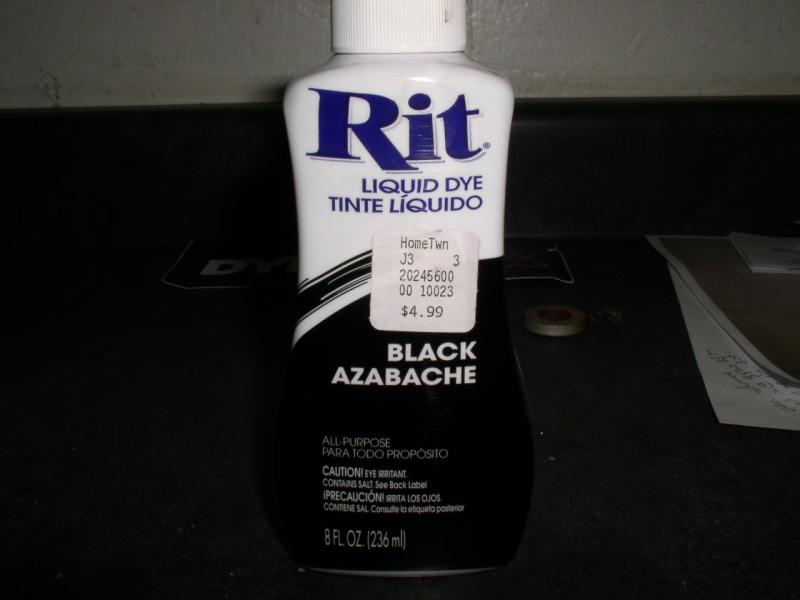 Rit®
LIQUID DYE
TINTE LÍQUIDO
HomeTwn
J3 3
20245600
00 10023
$4.99
BLACK
AZABACHE
ALL-PURPOSE
PARA TODO PROPÓSITO
CAUTION! EYE IRRITANT.
CONTAINS SALT. See Back Label
¡PRECAUCIÓN! IRRITA LOS OJOS.
CONTIENE SAL. Consulte la etiqueta posterior
8 FL. OZ. (236 ml)